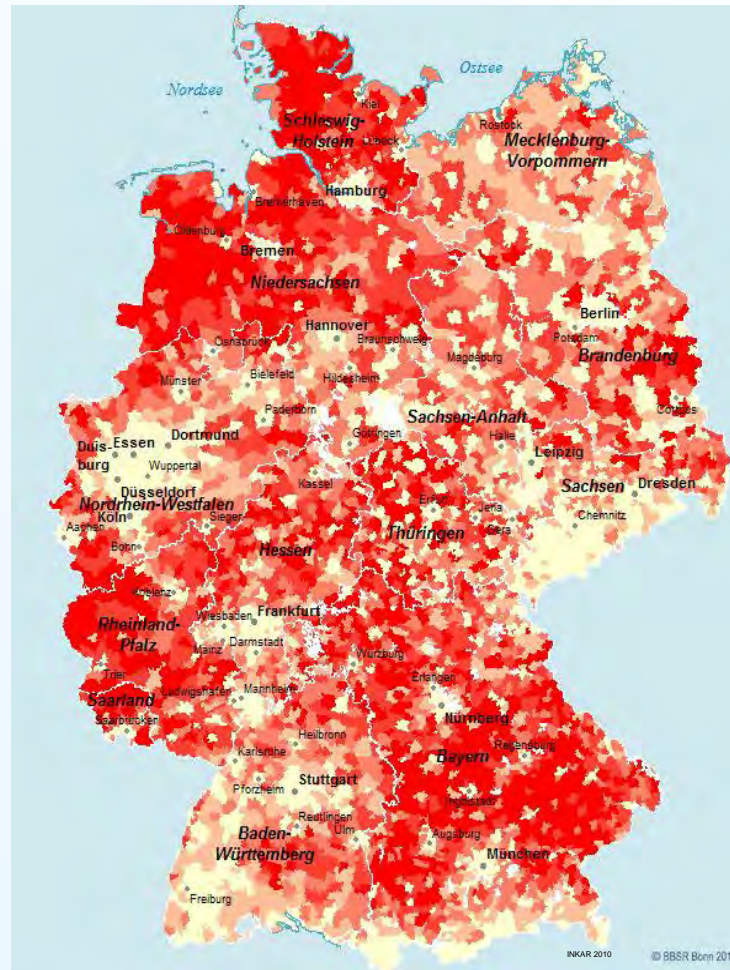 Nordsee
Ostsee
Kiel
Schleswig-
Holstein
Lübeck
Rostock
Mecklenburg-
Vorpommern
Hamburg
Bremerhaven
Oldenburg
Bremen
Niedersachsen
Hannover
Braunschweig
Osnabrück
Berlin
Potsdam
Brandenburg
Magdeburg
Bielefeld
Münster
Hildesheim
Paderborn
Sachsen-Anhalt
Cottbus
Göttingen
Halle
Dortmund
Duis-
burg
Essen
Leipzig
Wuppertal
Düsseldorf
Kassel
Sachsen
Dresden
Nordrhein-Westfalen
Köln
Siegen
Erfurt
Jena
Gera
Chemnitz
Aachen
Bonn
Thüringen
Hessen
Koblenz
Rheinland-
Pfalz
Wiesbaden
Frankfurt
Mainz
Darmstadt
Würzburg
Trier
Erlangen
Saarland
Ludwigshafen
Mannheim
Nürnberg
Saarbrücken
Heilbronn
Bayern
Regensburg
Karlsruhe
Pforzheim
Stuttgart
Ingolstadt
Reutlingen
Ulm
Augsburg
Baden-
Württemberg
München
Freiburg
INKAR 2010
© BBSR Bonn 201